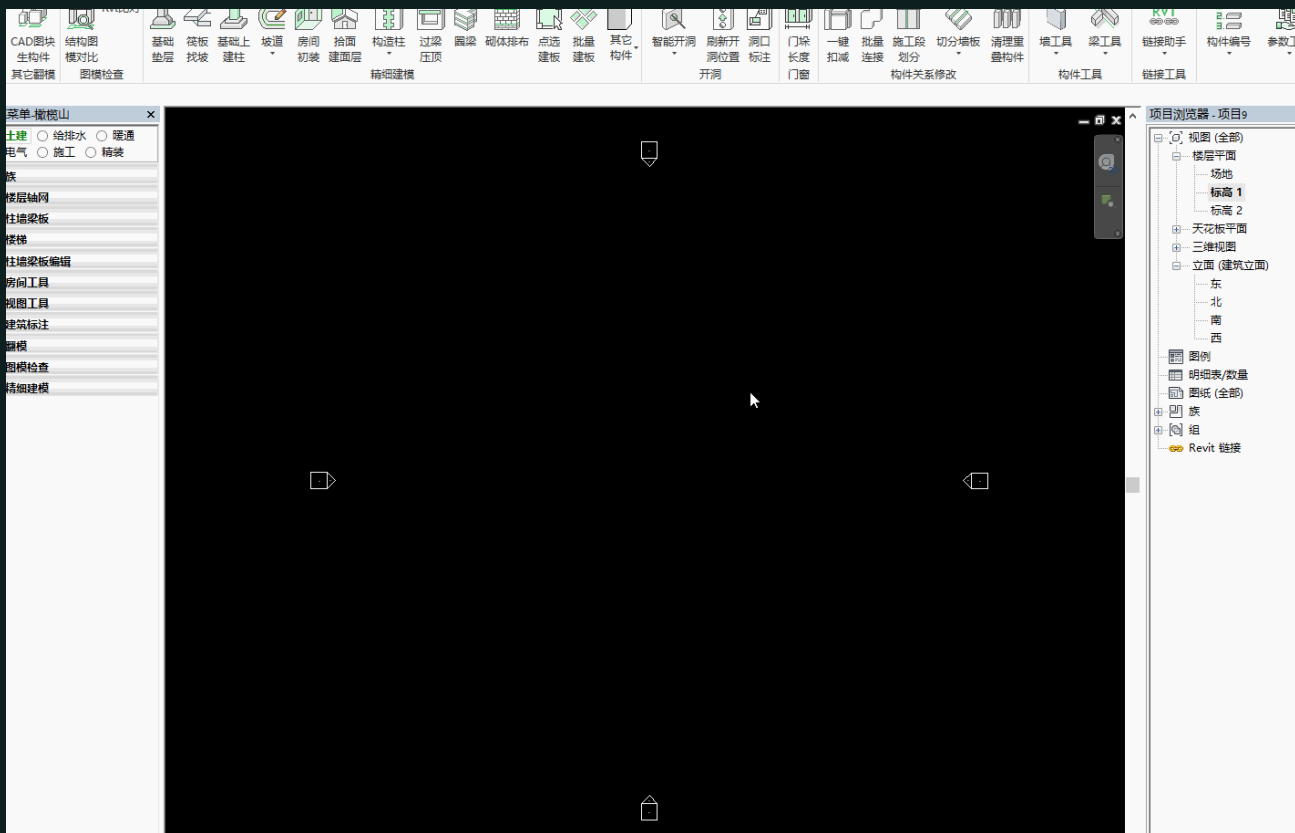 CAD图块 结构图 基础 筏板 基础上 坡道 房间 拾面 构造柱 过梁 圈梁 砌体排布 点选 批量 其它 智能开洞 刷新开 洞口 门垛 一键 批量 施工段 切分墙板 清理重 墙工具 梁工具 链接助手 构件编号
生构件 模对比 垫层 找坡 建柱 初装 建面层 压顶 建板 建板 构件 洞位置 标注 长度 扣减 连接 划分 叠构件
其它翻模 图模检查 精细建模 开洞 门窗 构件关系修改 构件工具 链接工具
菜单-橄榄山
土建 给排水 暖通
电气 施工 精装
族
楼层轴网
柱墙梁板
楼梯
柱墙梁板编辑
房间工具
视图工具
建筑标注
翻模
图模检查
精细建模
项目浏览器 - 项目9
视图 (全部)
楼层平面
场地
标高 1
标高 2
天花板平面
三维视图
立面 (建筑立面)
东
北
南
西
图例
明细表/数量
图纸 (全部)
族
组
Revit 链接